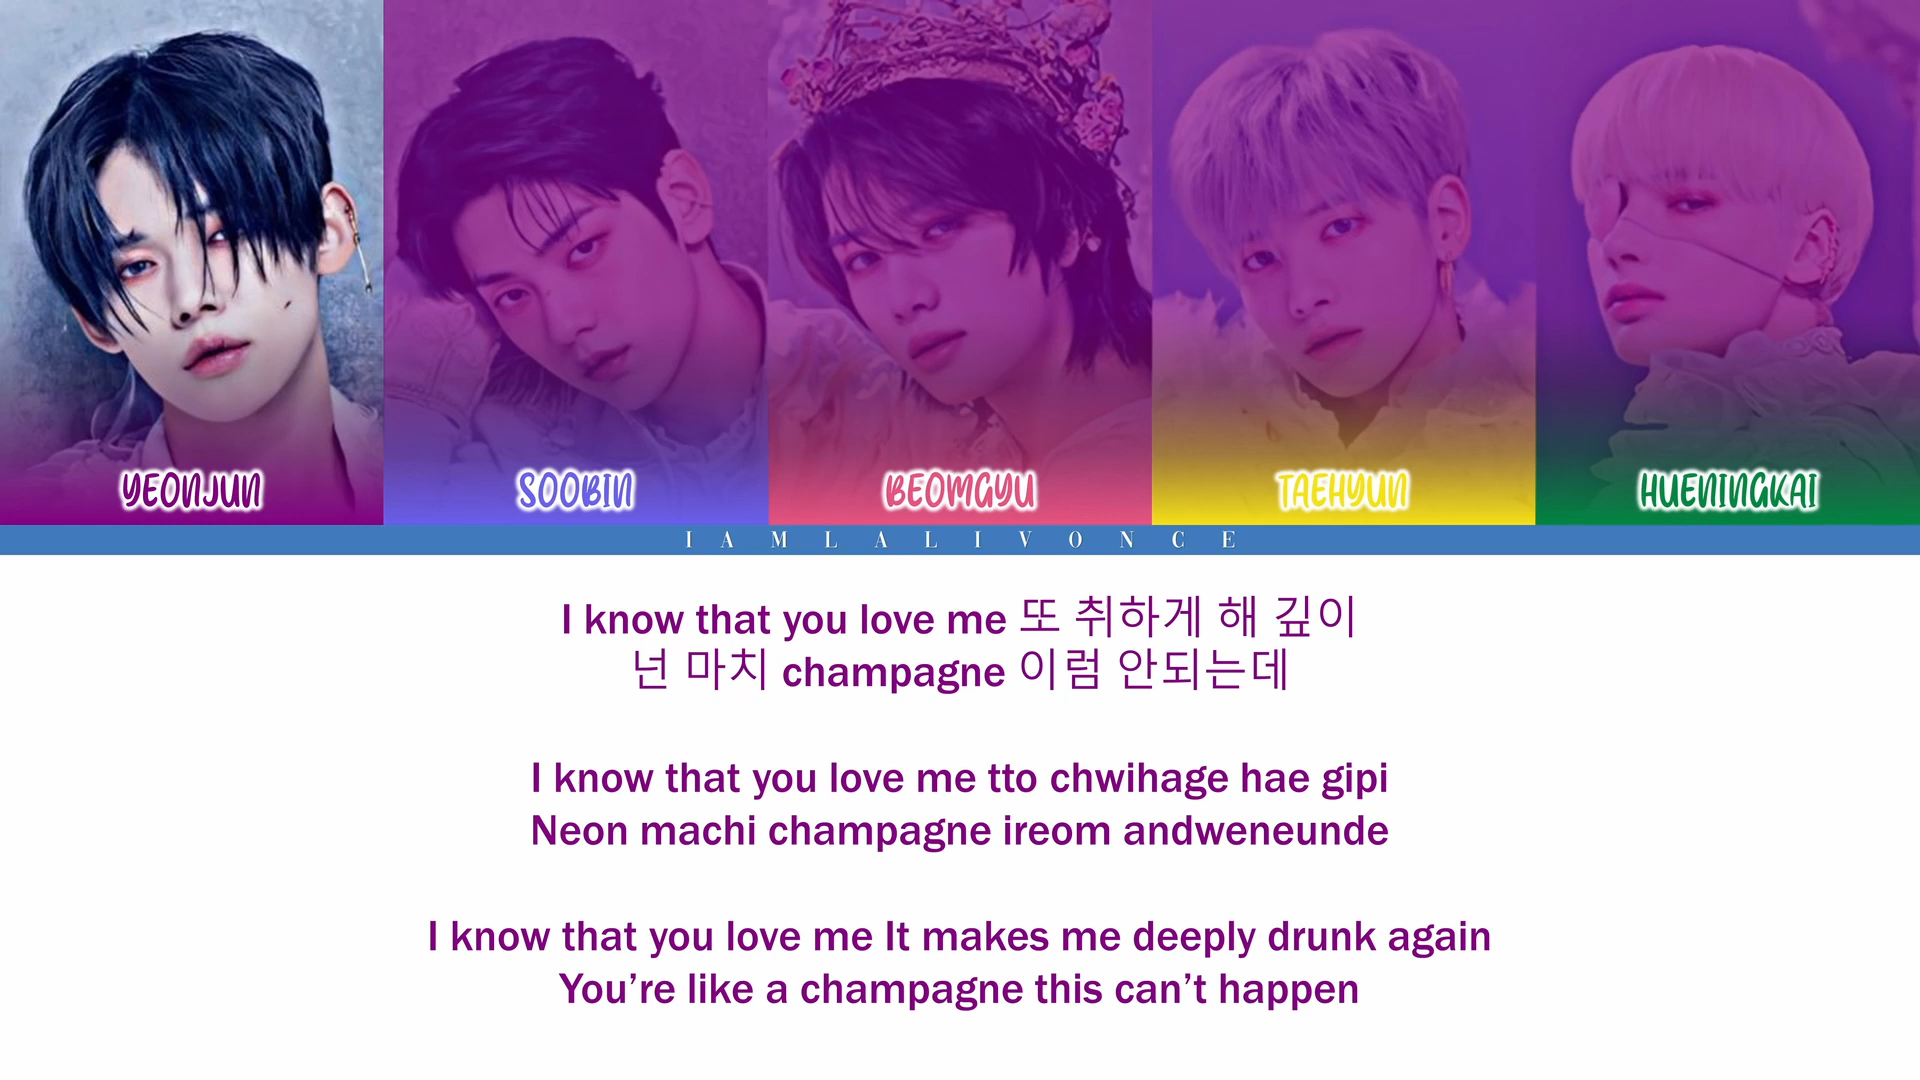 YEONJUN SOOBIN BEOMGYU TAEHYUN HUENINGKAI
IAMLALIVONCE
I know that you love me 또 취하게 해 깊이
넌 마치 champagne 이럼 안되는데
I know that you love me tto chwihage hae gipi
Neon machi champagne ireom andweneunde
I know that you love me It makes me deeply drunk again
You’re like a champagne this can’t happen